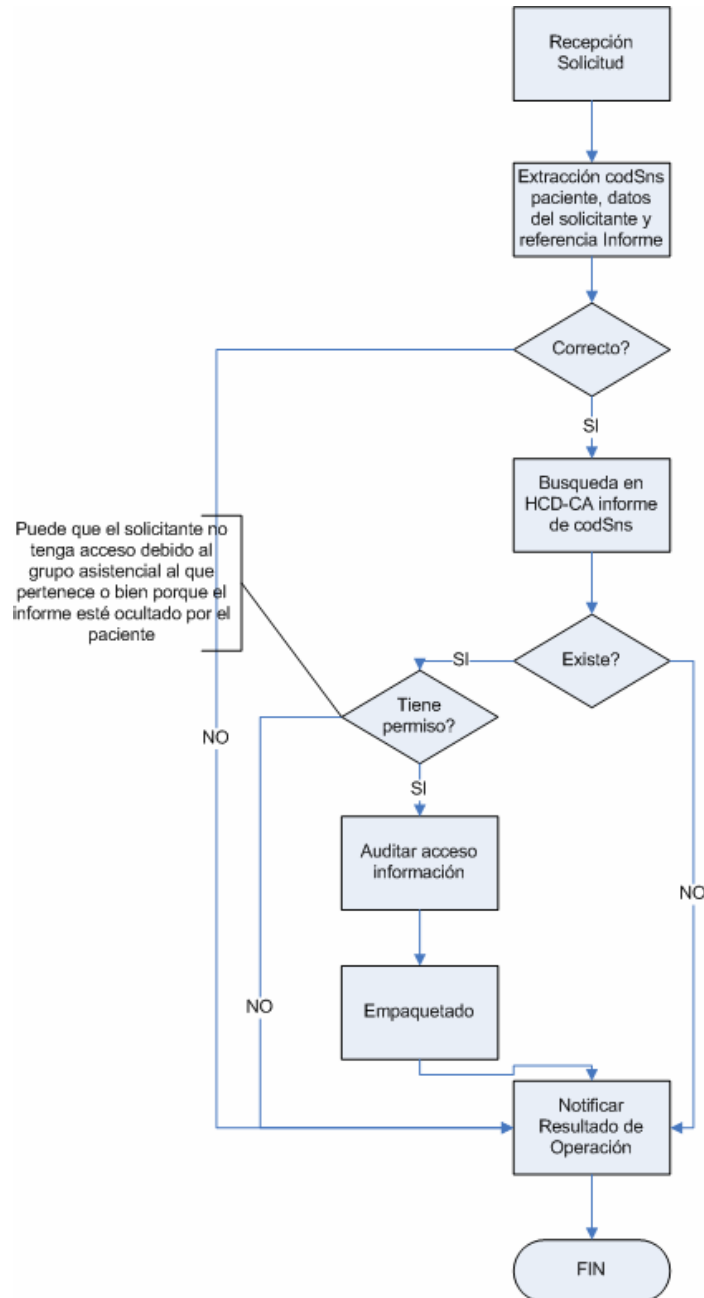 Recepción
Solicitud
Extracción codSns
paciente, datos
del solicitante y
referencia Informe
Correcto?
SI
Busqueda en
HCD-CA informe
de codSns
Puede que el solicitante no
tenga acceso debido al
grupo asistencial al que
pertenece o bien porque el
informe esté ocultado por el
paciente
Existe?
SI
Tiene
permiso?
NO
SI
Auditar acceso
información
NO
Empaquetado
NO
Notificar
Resultado de
Operación
FIN